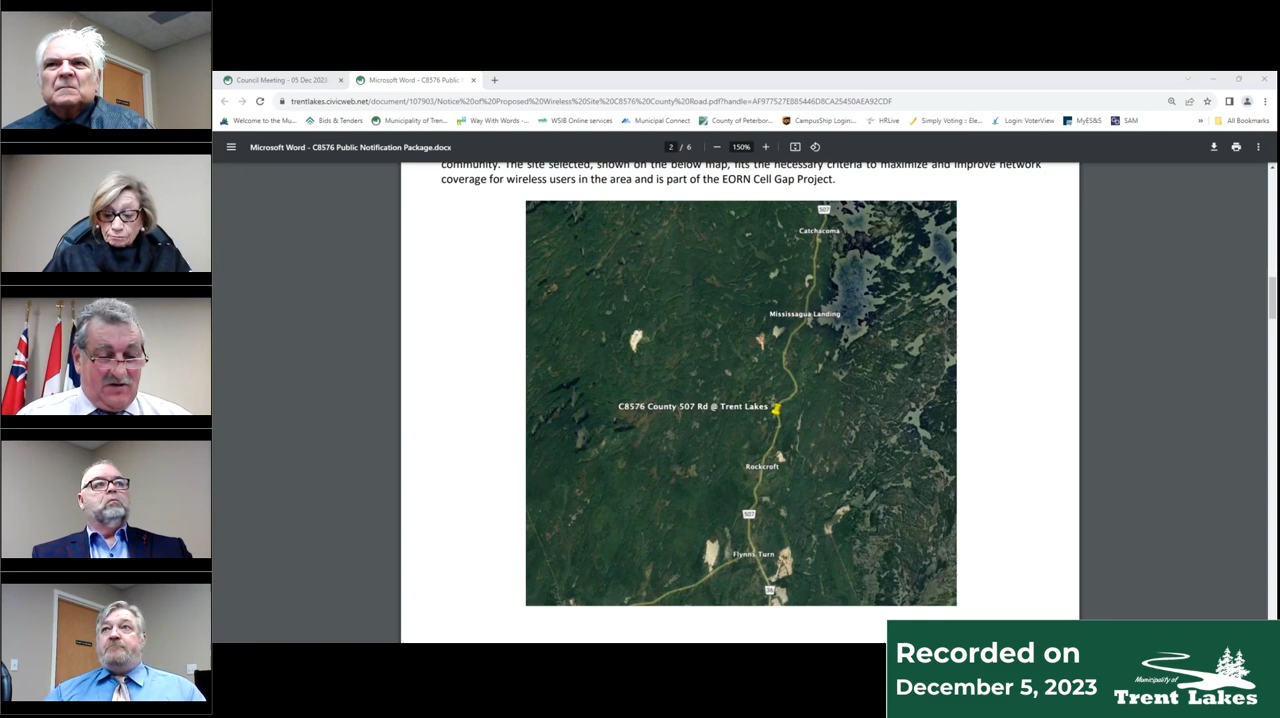 Council Meeting - 05 Dec 2023
Microsoft Word - C8576 Public
trentlakes.civicweb.net/document/107903/Notice%20of%20Proposed%20Wireless%20Site%20C8576%20County%20Road.pdf?handle=AF977527E885446D8CA25450AEA92CDF
Welcome to the Mu...
Bids & Tenders
Municipality of Tren...
Way With Words -...
WSIB Online services
Municipal Connect
County of Peterbor...
CampusShip Login:...
HRLive
Simply Voting :: Ele...
Login: VoterView
MyES&S
SAM
»
All Bookmarks
Microsoft Word - C8576 Public Notification Package.docx
2 / 6
150%
community. The site selected, shown on the below map, fits the necessary criteria to maximize and improve network
coverage for wireless users in the area and is part of the EORN Cell Gap Project.
507
Catchacoma
Mississagua Landing
C8576 County 507 Rd @ Trent Lakes
Rockcroft
507
Flynns Turn
36
Recorded on
December 5, 2023
Municipality of
Trent Lakes